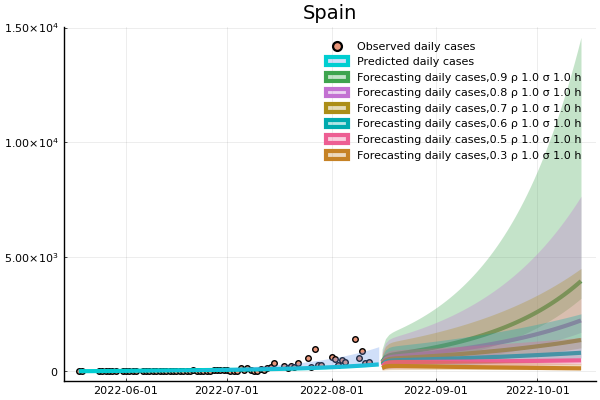 Spain
1.50×10⁴
1.00×10⁴
5.00×10³
0
Observed daily cases
Predicted daily cases
Forecasting daily cases,0.9 ρ 1.0 σ 1.0 h
Forecasting daily cases,0.8 ρ 1.0 σ 1.0 h
Forecasting daily cases,0.7 ρ 1.0 σ 1.0 h
Forecasting daily cases,0.6 ρ 1.0 σ 1.0 h
Forecasting daily cases,0.5 ρ 1.0 σ 1.0 h
Forecasting daily cases,0.3 ρ 1.0 σ 1.0 h
2022-06-01 2022-07-01 2022-08-01 2022-09-01 2022-10-01